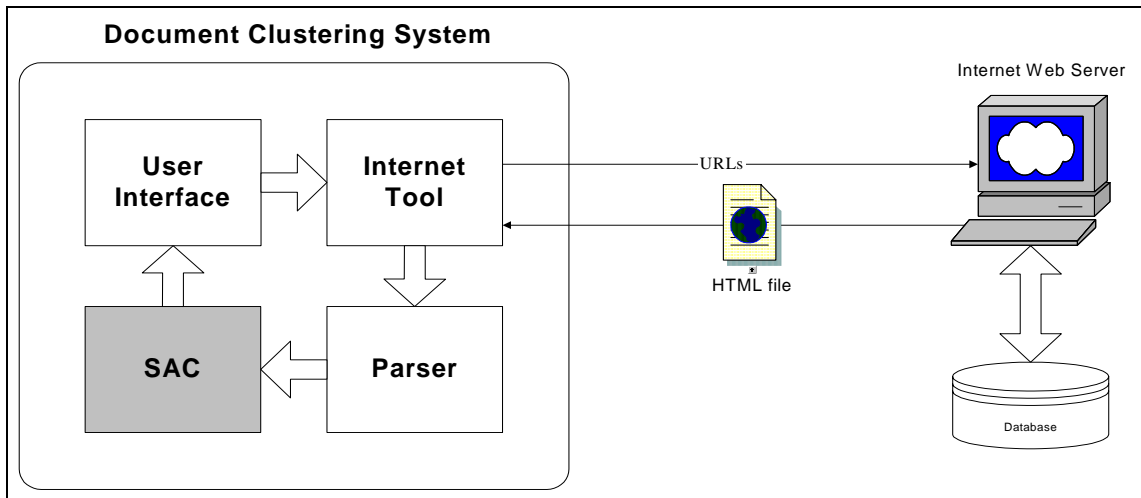 Document Clustering System
Internet Web Server
User
Interface
Internet
Tool
URLs
HTML file
SAC
Parser
Database